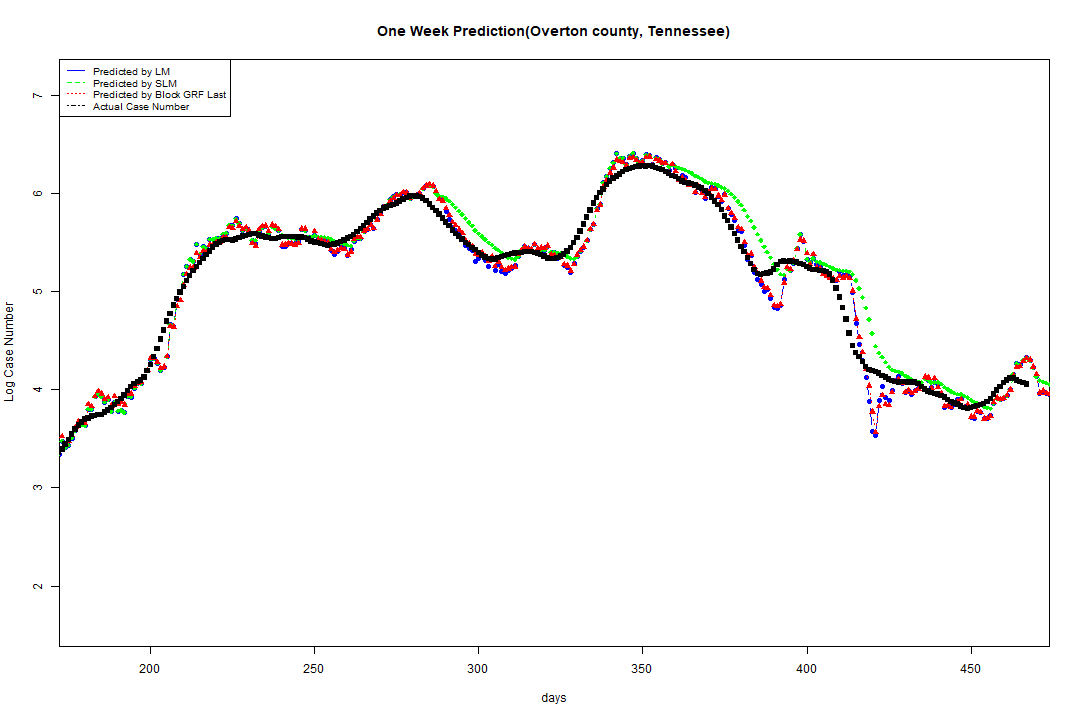 One Week Prediction(Overton county, Tennessee)
Predicted by LM
Predicted by SLM
Predicted by Block GRF Last
Actual Case Number
7
6
5
4
3
2
Log Case Number
200 250 300 350 400 450
days